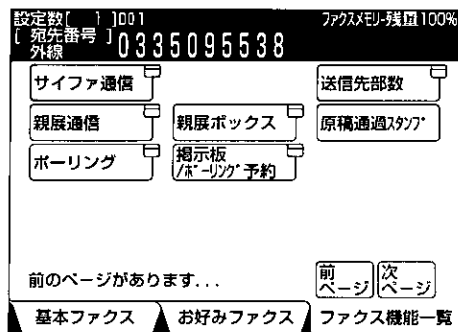 設定数[ ]001 ファクスメモリー残量100%
[宛先番号]
外線 0335095538
サイファ通信 送信先部数
親展通信 親展ボックス 原稿通過スタンプ
ポーリング 掲示板
/ポーリング予約
前のページがあります... 前ページ 次ページ
基本ファクス お好みファクス ファクス機能一覧